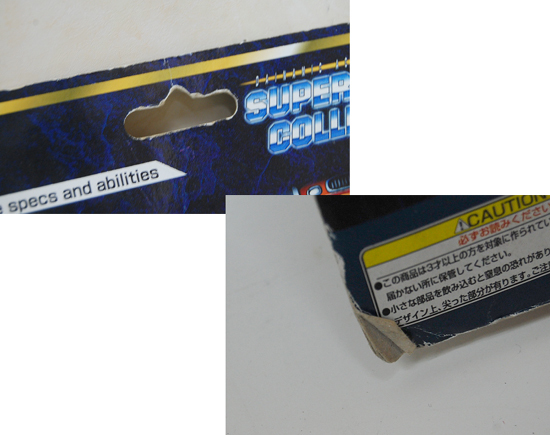 SUPER
COLL
specs and abilities
CAUTION
必ずお読みください
●この商品は3才以上の方を対象に作られてい
届かない所に保管してください。
●小さな部品を飲み込むと窒息の恐れがあり
デザイン上、尖った部分が有ります。ご注